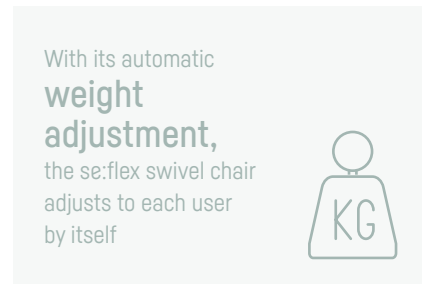 With its automatic
weight
adjustment,
the se:flex swivel chair
adjusts to each user
by itself
KG